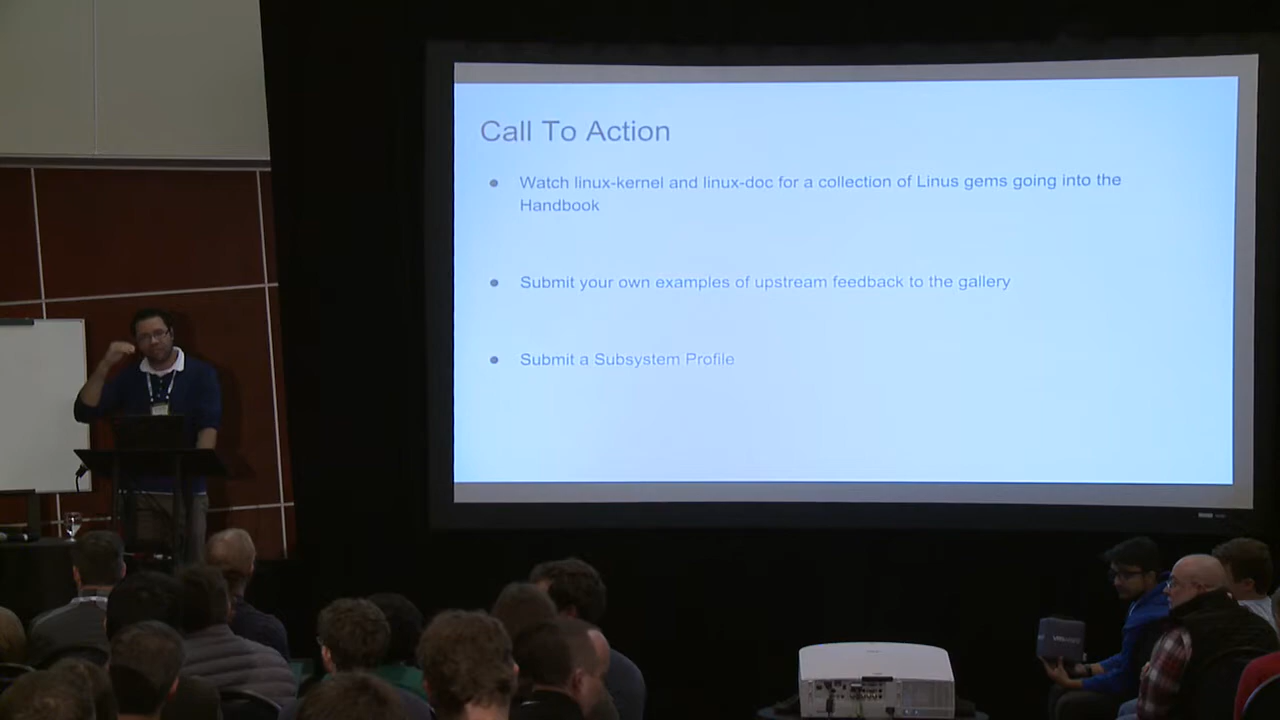 Call To Action
Watch linux-kernel and linux-doc for a collection of Linus gems going into the
Handbook
Submit your own examples of upstream feedback to the gallery
Submit a Subsystem Profile